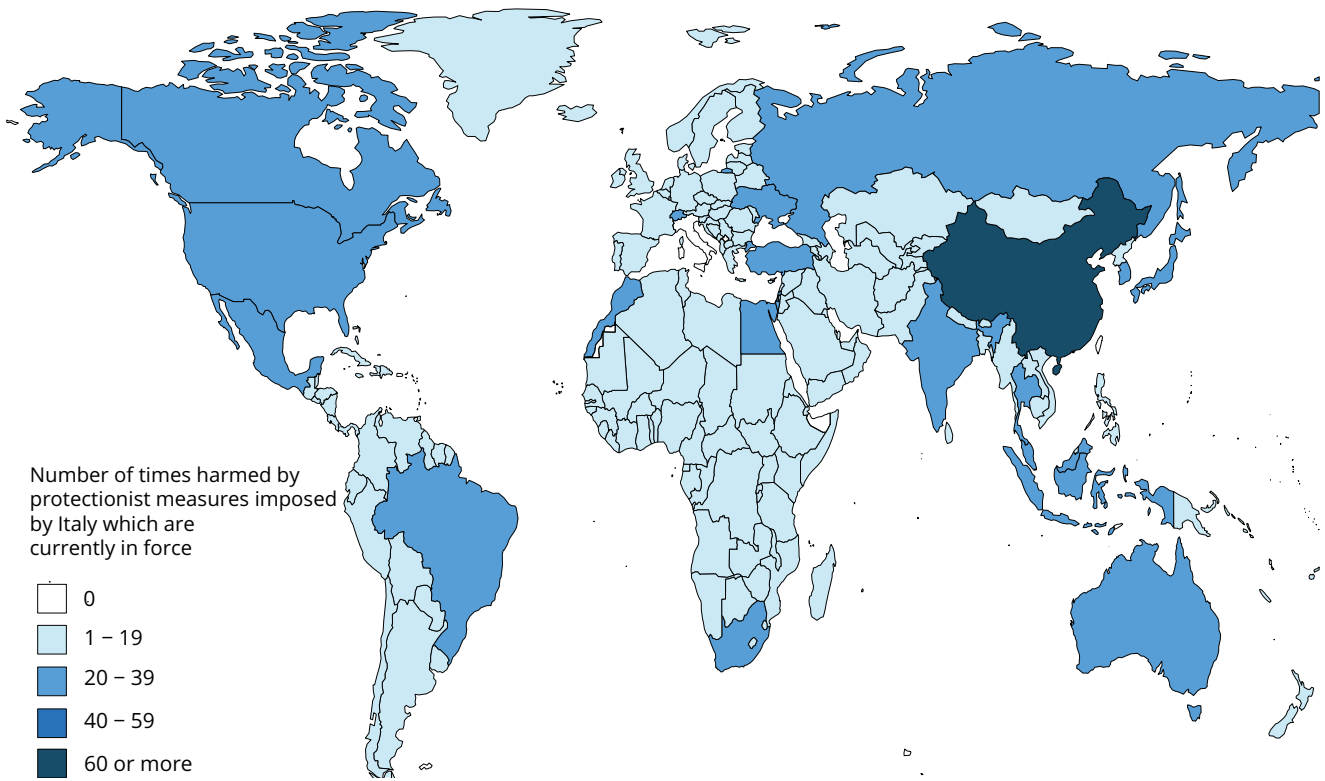 Number of times harmed by
protectionist measures imposed
by Italy which are
currently in force
0
1 – 19
20 – 39
40 – 59
60 or more